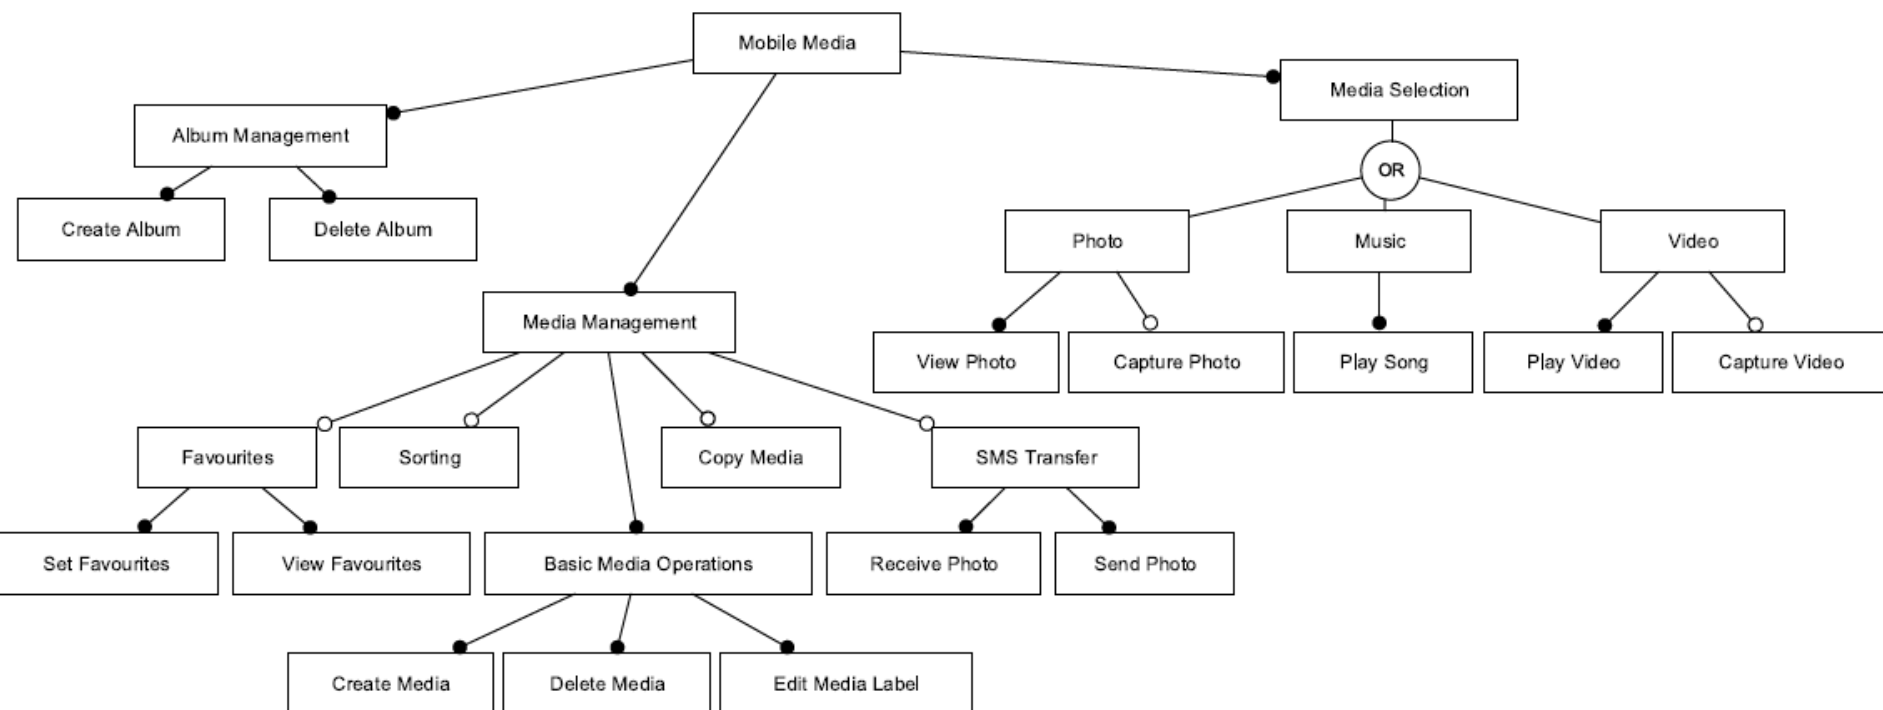 Mobile Media
Media Selection
Album Management
OR
Create Album
Delete Album
Photo
Music
Video
Media Management
View Photo
Capture Photo
Play Song
Play Video
Capture Video
Favourites
Sorting
Copy Media
SMS Transfer
Set Favourites
View Favourites
Basic Media Operations
Receive Photo
Send Photo
Create Media
Delete Media
Edit Media Label